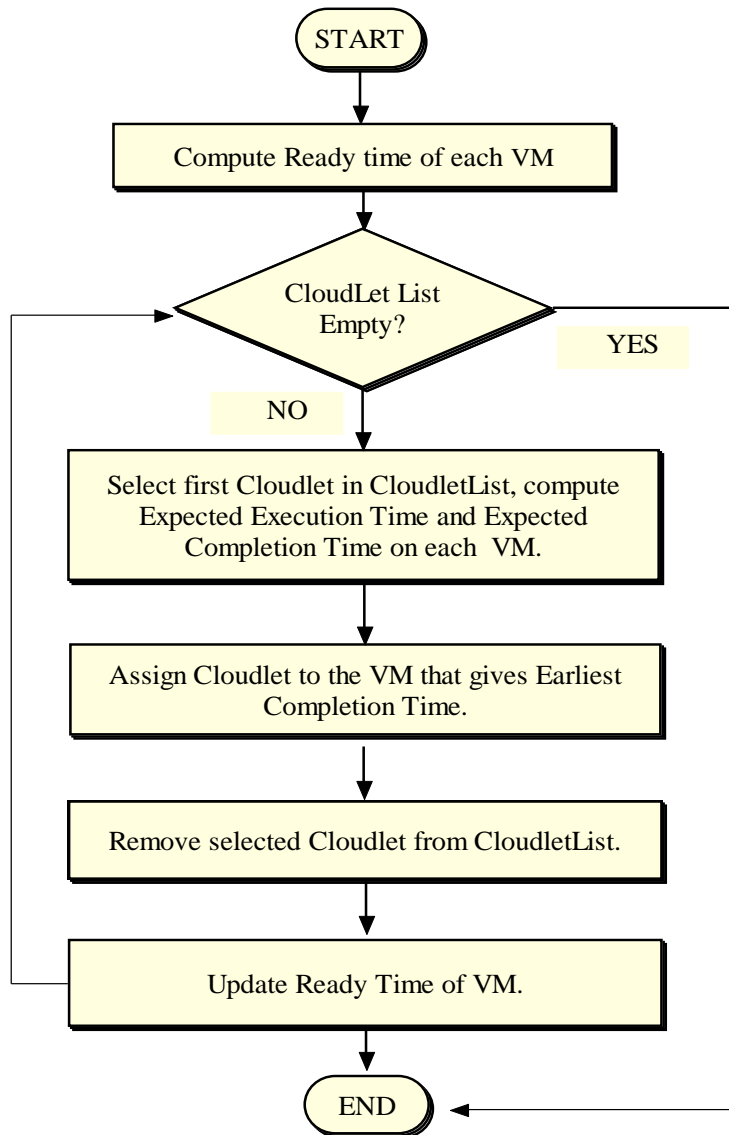 START
Compute Ready time of each VM
CloudLet List
Empty?
YES
NO
Select first Cloudlet in CloudletList, compute
Expected Execution Time and Expected
Completion Time on each VM.
Assign Cloudlet to the VM that gives Earliest
Completion Time.
Remove selected Cloudlet from CloudletList.
Update Ready Time of VM.
END